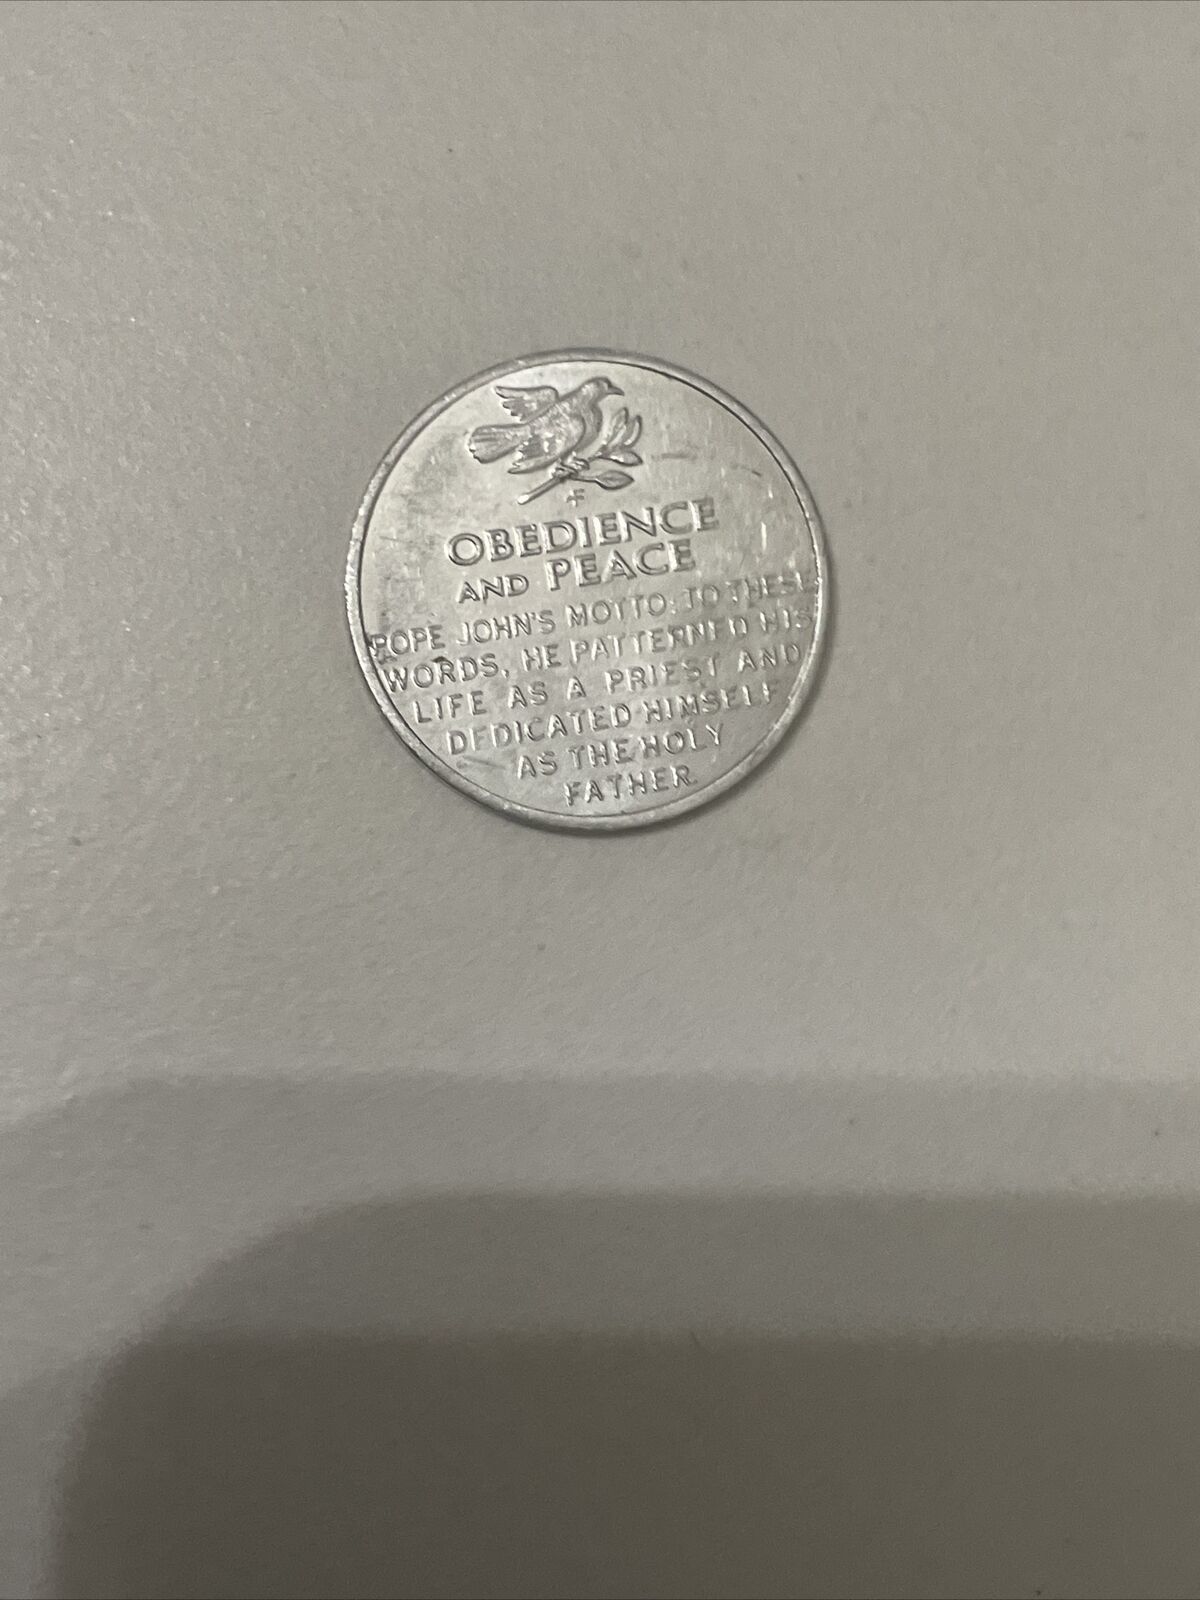 OBEDIENCE
AND PEACE
POPE JOHN'S MOTTO: TO THESE
WORDS, HE PATTERNED HIS
LIFE AS A PRIEST AND
DEDICATED HIMSELF
AS THE HOLY
FATHER.